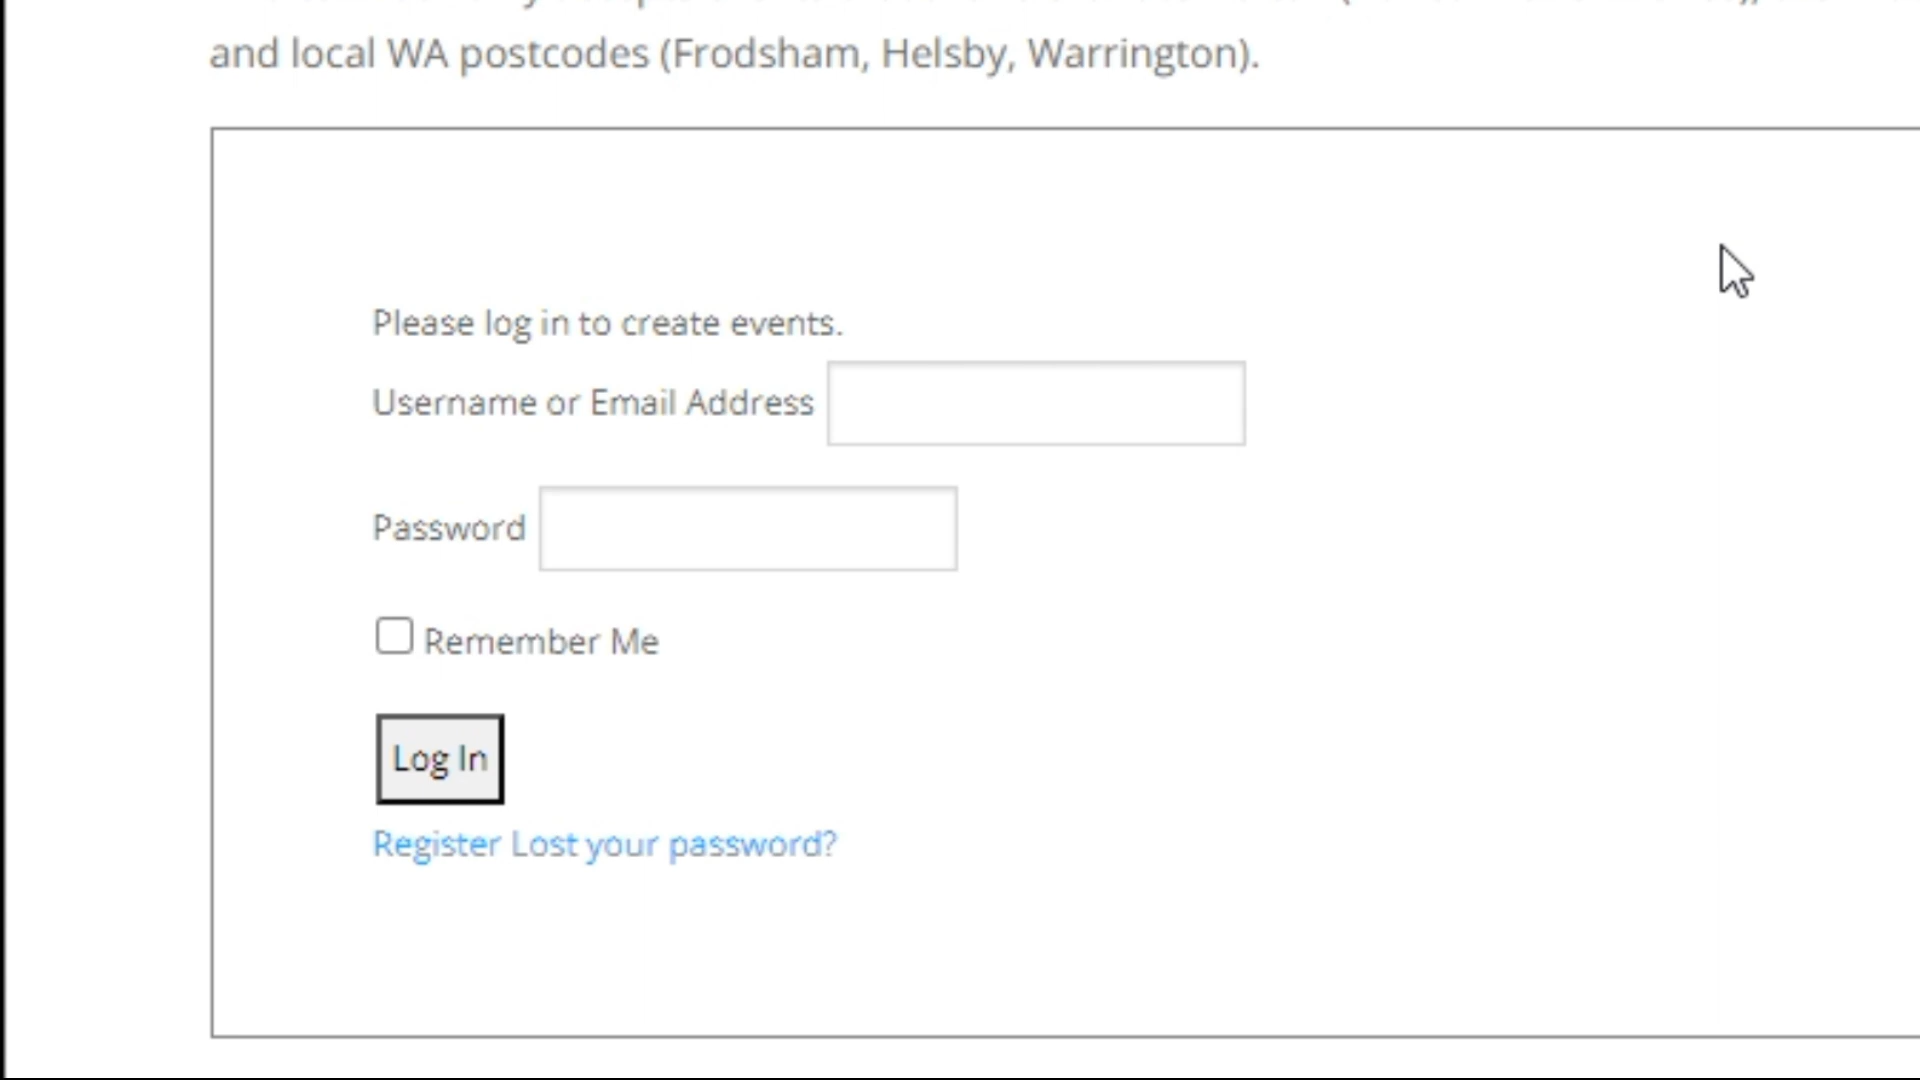 and local WA postcodes (Frodsham, Helsby, Warrington).
Please log in to create events.
Username or Email Address
Password
Remember Me
Log In
Register Lost your password?